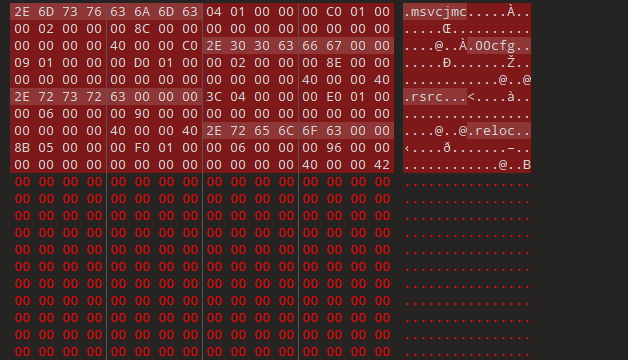 2E 6D 73 76 63 6A 6D 63 04 01 00 00 00 C0 01 00 .msvcjmc.....À..
00 02 00 00 00 8C 00 00 00 00 00 00 00 00 00 00 .....Œ..........
00 00 00 00 40 00 00 C0 2E 30 30 63 66 67 00 00 ....@..À.00cfg..
09 01 00 00 00 D0 01 00 00 02 00 00 00 8E 00 00 .....Ð.......Ž..
00 00 00 00 00 00 00 00 00 00 00 00 40 00 00 40 ............@..@
2E 72 73 72 63 00 00 00 3C 04 00 00 00 E0 01 00 .rsrc...<....à..
00 06 00 00 00 90 00 00 00 00 00 00 00 00 00 00 ................
00 00 00 00 40 00 00 40 2E 72 65 6C 6F 63 00 00 ....@..@.reloc..
8B 05 00 00 00 F0 01 00 00 06 00 00 00 96 00 00 ‹....ð.......–..
00 00 00 00 00 00 00 00 00 00 00 00 40 00 00 42 ............@..B
00 00 00 00 00 00 00 00 00 00 00 00 00 00 00 00 ................
00 00 00 00 00 00 00 00 00 00 00 00 00 00 00 00 ................
00 00 00 00 00 00 00 00 00 00 00 00 00 00 00 00 ................
00 00 00 00 00 00 00 00 00 00 00 00 00 00 00 00 ................
00 00 00 00 00 00 00 00 00 00 00 00 00 00 00 00 ................
00 00 00 00 00 00 00 00 00 00 00 00 00 00 00 00 ................
00 00 00 00 00 00 00 00 00 00 00 00 00 00 00 00 ................
00 00 00 00 00 00 00 00 00 00 00 00 00 00 00 00 ................
00 00 00 00 00 00 00 00 00 00 00 00 00 00 00 00 ................
00 00 00 00 00 00 00 00 00 00 00 00 00 00 00 00 ................
00 00 00 00 00 00 00 00 00 00 00 00 00 00 00 00 ................